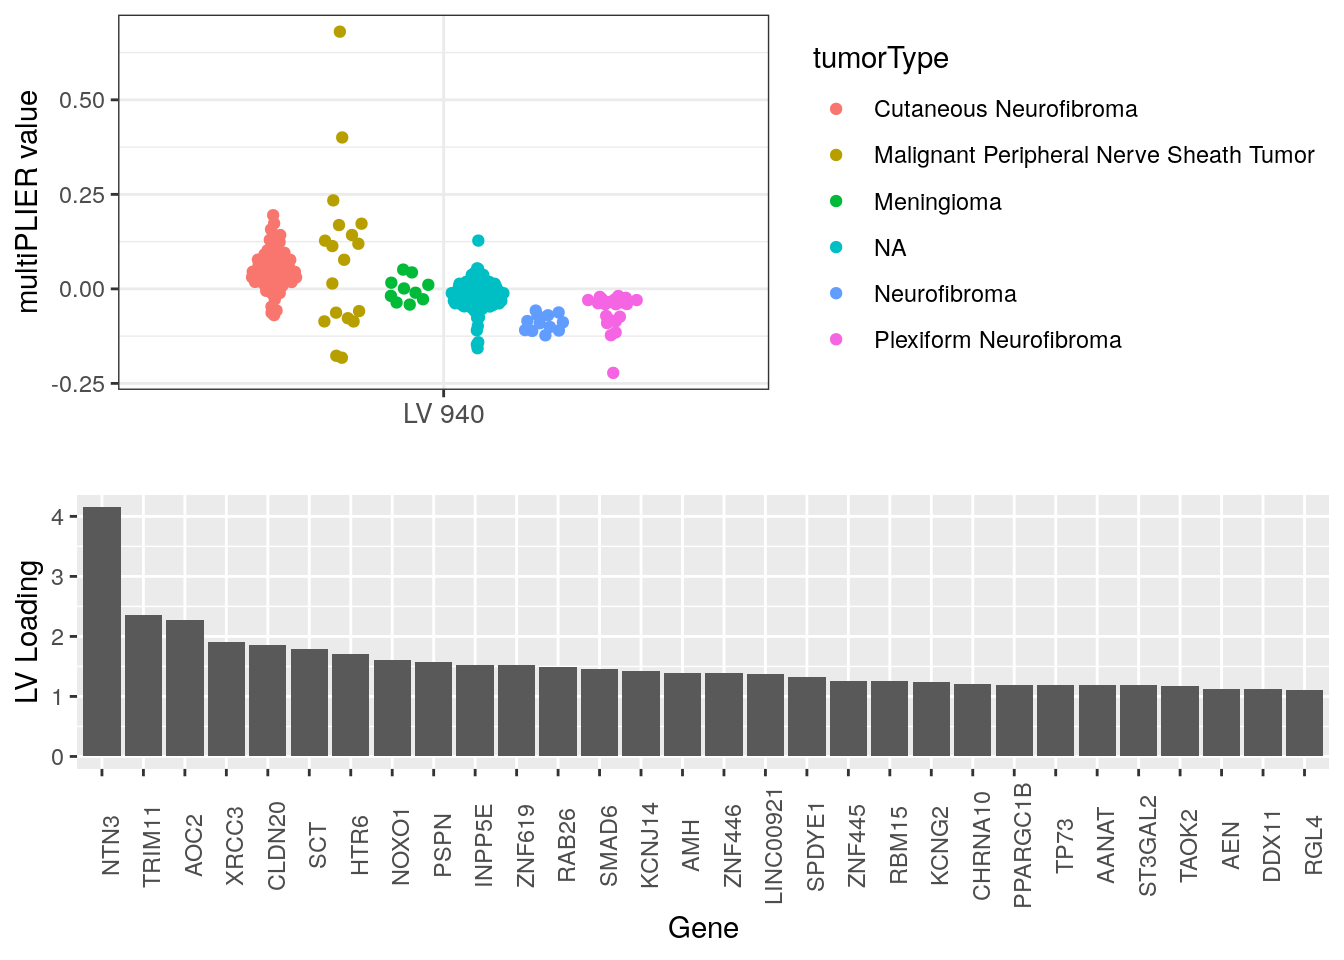 tumorType
Cutaneous Neurofibroma
Malignant Peripheral Nerve Sheath Tumor
Meningioma
NA
Neurofibroma
Plexiform Neurofibroma
multiPLIER value
0.50
0.25
0.00
-0.25
LV 940
LV Loading
4
3
2
1
0
NTN3
TRIM11
AOC2
XRCC3
CLDN20
SCT
HTR6
NOXO1
PSPN
INPP5E
ZNF619
RAB26
SMAD6
KCNJ14
AMH
ZNF446
LINC00921
SPDYE1
ZNF445
RBM15
KCNG2
CHRNA10
PPARGC1B
TP73
AANAT
ST3GAL2
TAOK2
AEN
DDX11
RGL4
Gene